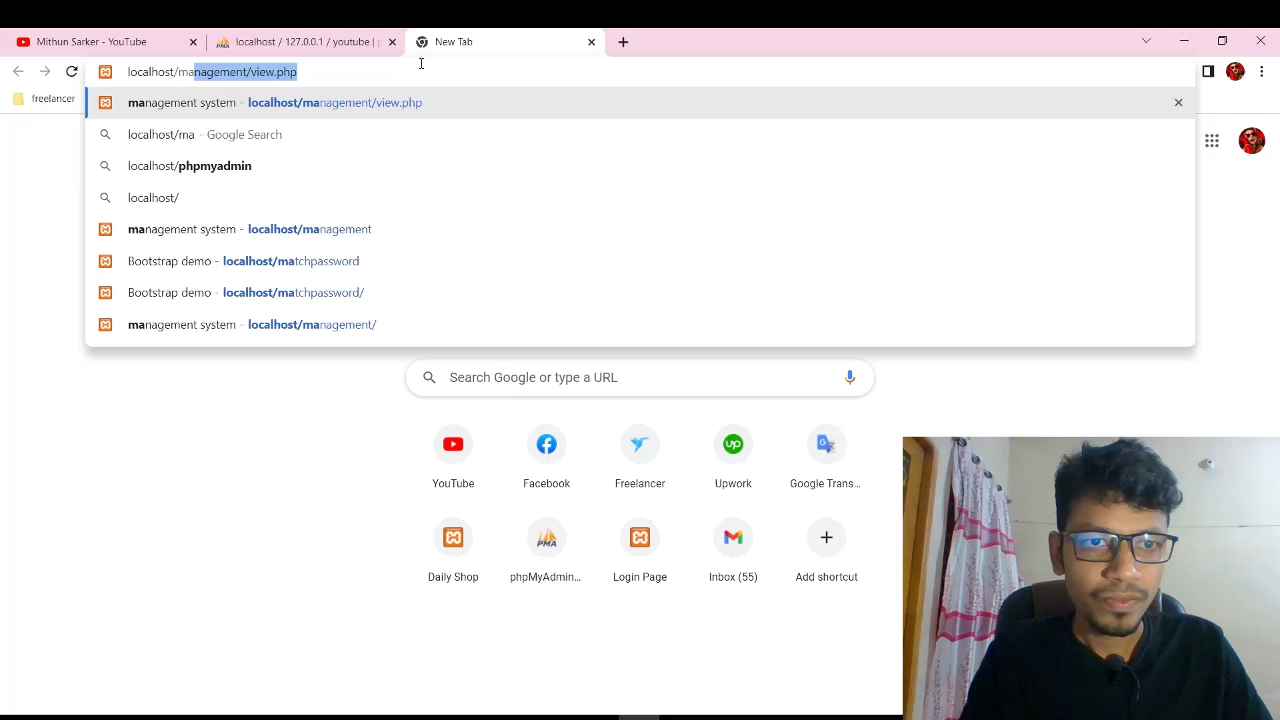 Mithun Sarker - YouTube
localhost / 127.0.0.1 / youtube | p
New Tab
localhost/management/view.php
freelancer
management system - localhost/management/view.php
localhost/ma - Google Search
localhost/phpmyadmin
localhost/
management system - localhost/management
Bootstrap demo - localhost/matchpassword
Bootstrap demo - localhost/matchpassword/
management system - localhost/management/
Search Google or type a URL
YouTube
Facebook
Freelancer
Upwork
Google Trans...
Daily Shop
phpMyAdmin...
Login Page
Inbox (55)
Add shortcut